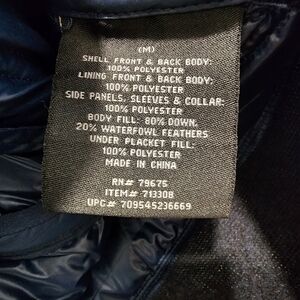 (M)
SHELL FRONT & BACK BODY:
100% POLYESTER
LINING FRONT & BACK BODY:
100% POLYESTER
SIDE PANELS, SLEEVES & COLLAR:
100% POLYESTER
BODY FILL: 80% DOWN,
20% WATERFOWL FEATHERS
UNDER PLACKET FILL:
100% POLYESTER
MADE IN CHINA
RN# 79675
ITEM# 713308
UPC# 709545236669